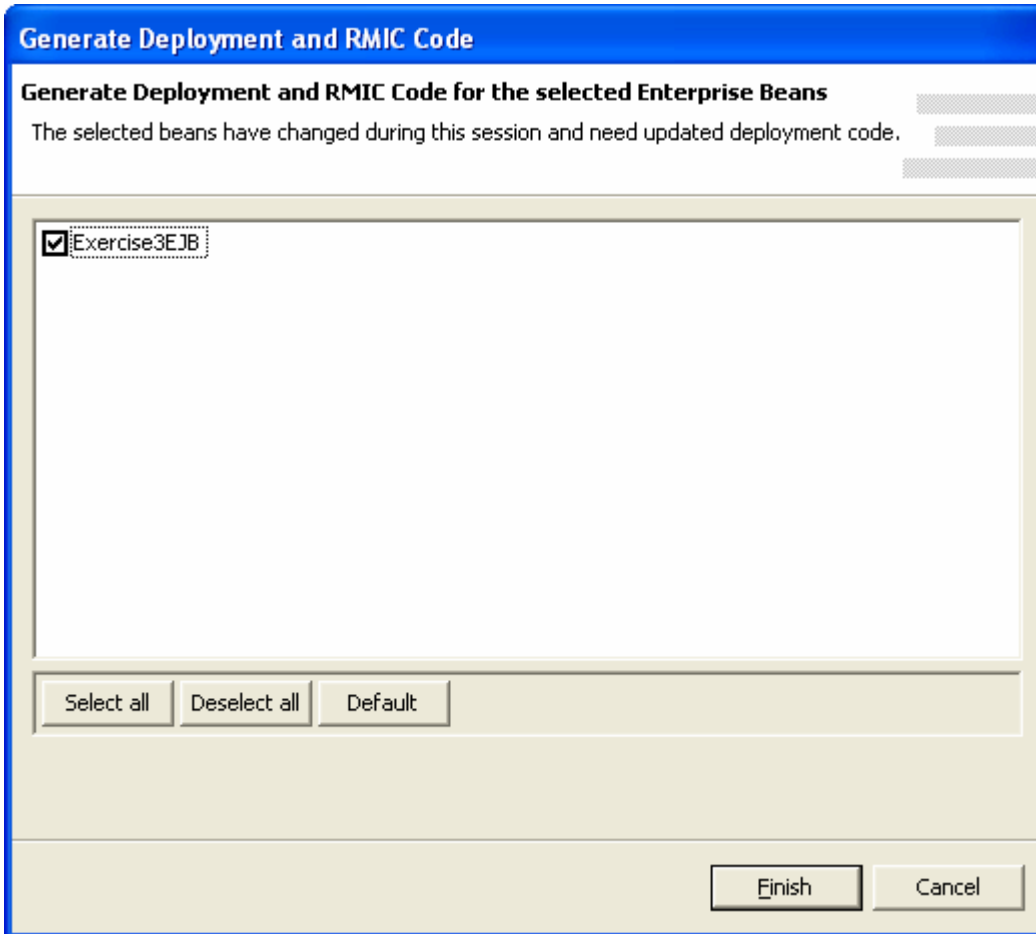 Generate Deployment and RMIC Code
Generate Deployment and RMIC Code for the selected Enterprise Beans
The selected beans have changed during this session and need updated deployment code.
Exercise3EJB
Select all Deselect all Default
Finish Cancel